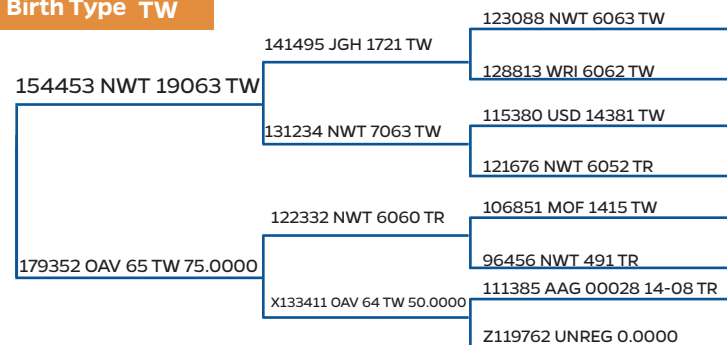 Birth Type TW
123088 NWT 6063 TW
141495 JGH 1721 TW
128813 WRI 6062 TW
154453 NWT 19063 TW
115380 USD 14381 TW
131234 NWT 7063 TW
121676 NWT 6052 TR
106851 MOF 1415 TW
122332 NWT 6060 TR
96456 NWT 491 TR
179352 OAV 65 TW 75.0000
111385 AAG 00028 14-08 TR
X133411 OAV 64 TW 50.0000
Z119762 UNREG 0.0000